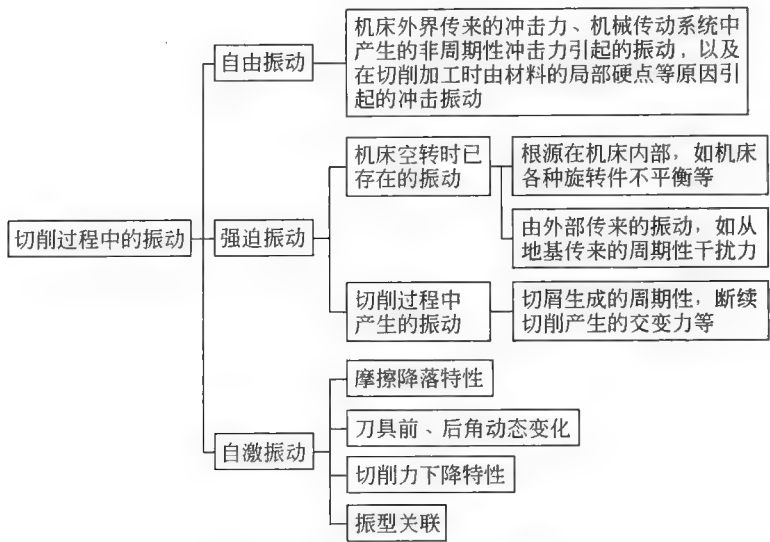 机床外界传来的冲击力、机械传动系统中
产生的非周期性冲击力引起的振动，以及
在切削加工时由材料的局部硬点等原因引
起的冲击振动
自由振动
机床空转时已
存在的振动
根源在机床内部，如机床
各种旋转件不平衡等
由外部传来的振动，如从
地基传来的周期性干扰力
切削过程中的振动
强迫振动
切削过程中
产生的振动
切屑生成的周期性，断续
切削产生的交变力等
摩擦降落特性
刀具前、后角动态变化
自激振动
切削力下降特性
振型关联